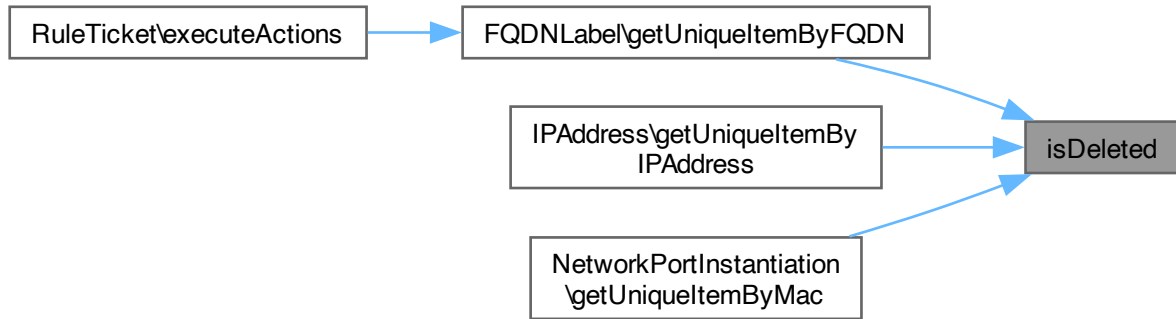 RuleTicket\executeActions
FQDNLabel\getUniqueItemByFQDN
IPAddress\getUniqueItemBy
IPAddress
isDeleted
NetworkPortInstantiation
\getUniqueItemByMac